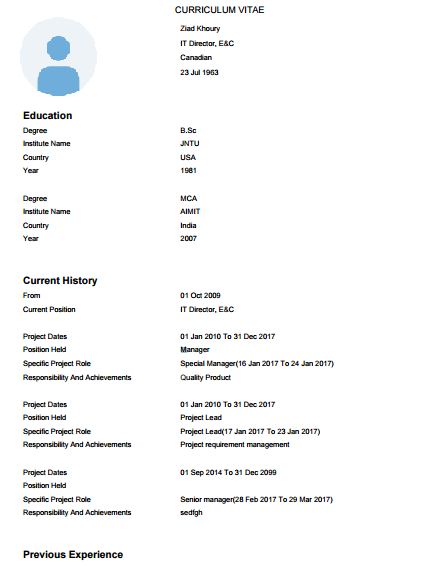 CURRICULUM VITAE
Ziad Khoury
IT Director, E&C
Canadian
23 Jul 1963
Education
Degree B.Sc
Institute Name JNTU
Country USA
Year 1981
Degree MCA
Institute Name AIMIT
Country India
Year 2007
Current History
From 01 Oct 2009
Current Position IT Director, E&C
Project Dates 01 Jan 2010 To 31 Dec 2017
Position Held Manager
Specific Project Role Special Manager(16 Jan 2017 To 24 Jan 2017)
Responsibility And Achievements Quality Product
Project Dates 01 Jan 2010 To 31 Dec 2017
Position Held Project Lead
Specific Project Role Project Lead(17 Jan 2017 To 23 Jan 2017)
Responsibility And Achievements Project requirement management
Project Dates 01 Sep 2014 To 31 Dec 2099
Position Held
Specific Project Role Senior manager(28 Feb 2017 To 29 Mar 2017)
Responsibility And Achievements sedfgh
Previous Experience